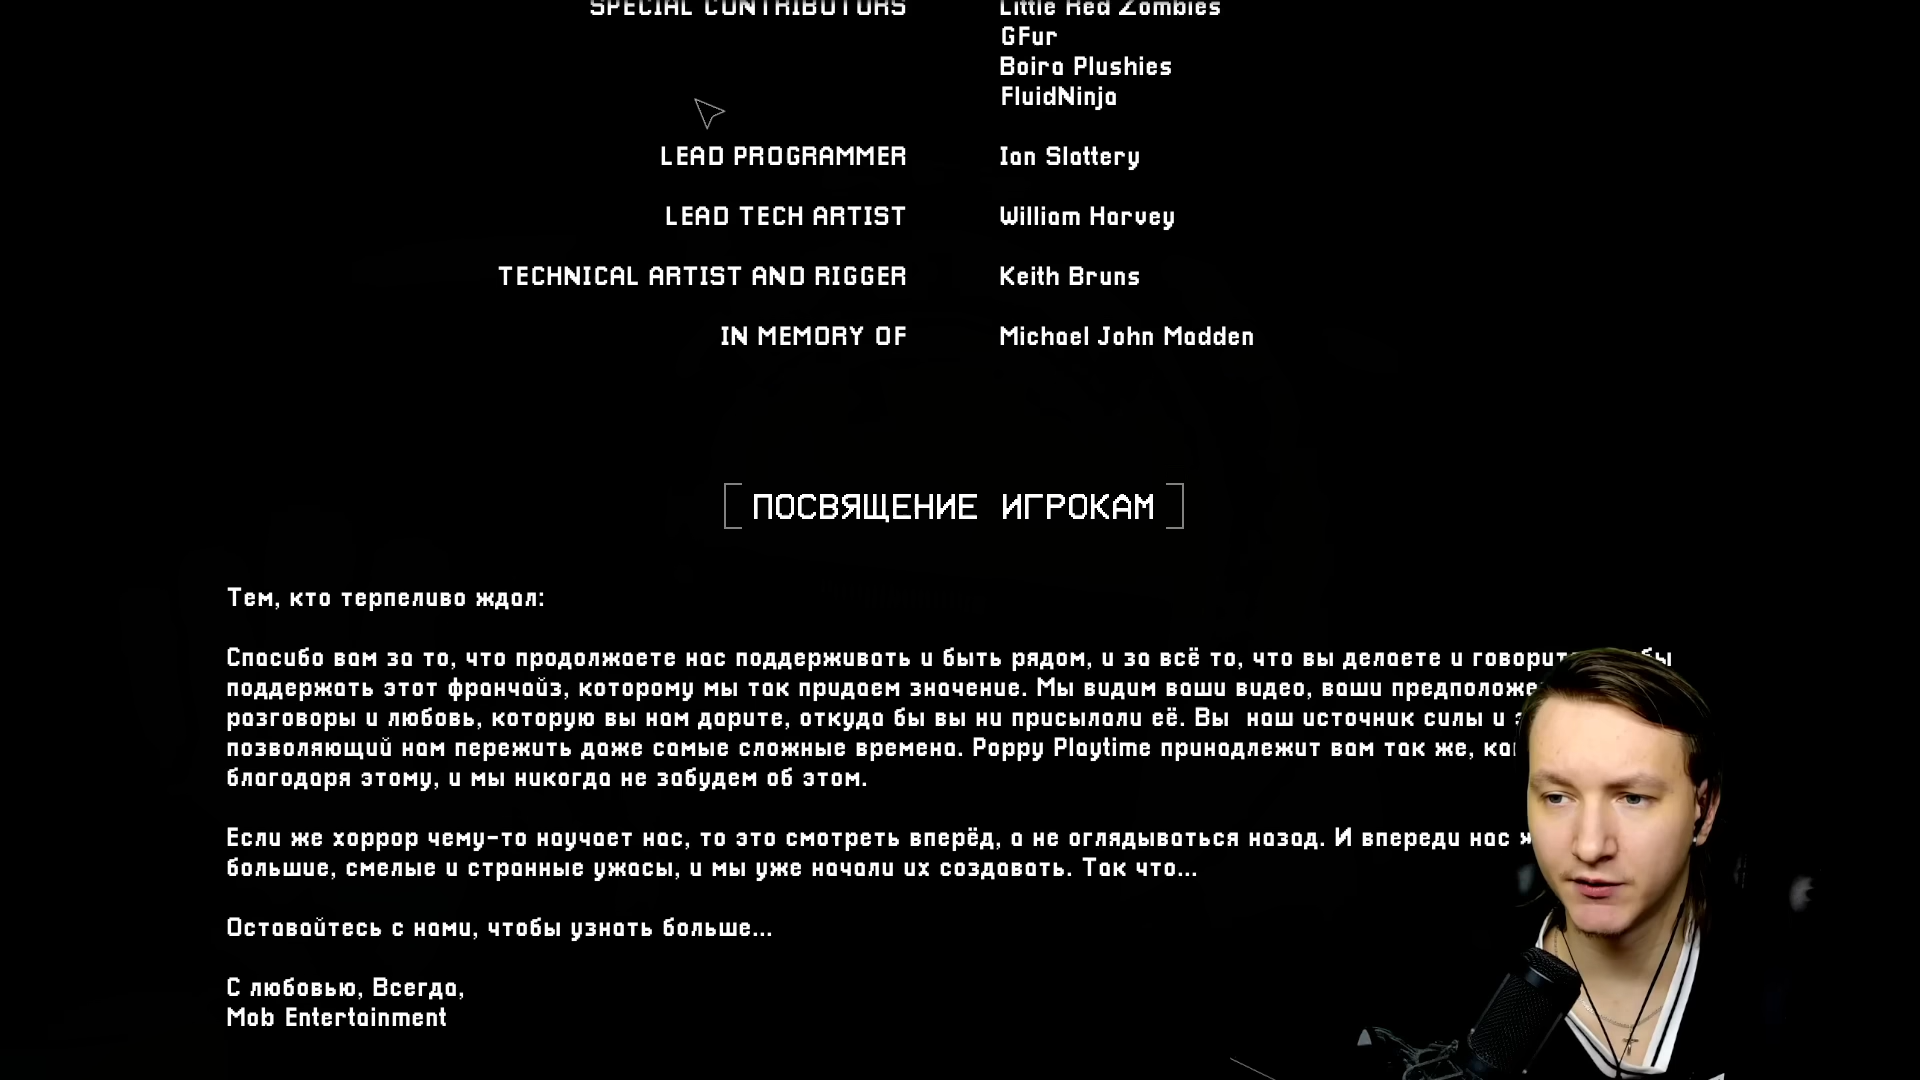 SPECIAL CONTRIBUTORS Little Red Zombies
GFur
Boira Plushies
FluidNinja
LEAD PROGRAMMER Ian Slattery
LEAD TECH ARTIST William Harvey
TECHNICAL ARTIST AND RIGGER Keith Bruns
IN MEMORY OF Michael John Madden
ПОСВЯЩЕНИЕ ИГРОКАМ
Тем, кто терпеливо ждал:
Спасибо вам за то, что продолжаете нас поддерживать и быть рядом, и за всё то, что вы делаете и
поддержать этот франчайз, которому мы так придаем значение. Мы видим ваши видео, ваши
разговоры и любовь, которую вы нам дарите, откуда бы вы ни присылали её. Вы наш источник силы и
позволяющий нам пережить даже самые сложные времена. Poppy Playtime принадлежит вам так же,
благодаря этому, и мы никогда не забудем об этом.
Если же хоррор чему-то научает нас, то это смотреть вперёд, а не оглядываться назад. И впереди нас
большие, смелые и странные ужасы, и мы уже начали их создавать. Так что...
Оставайтесь с нами, чтобы узнать больше...
С любовью, Всегда,
Mob Entertainment